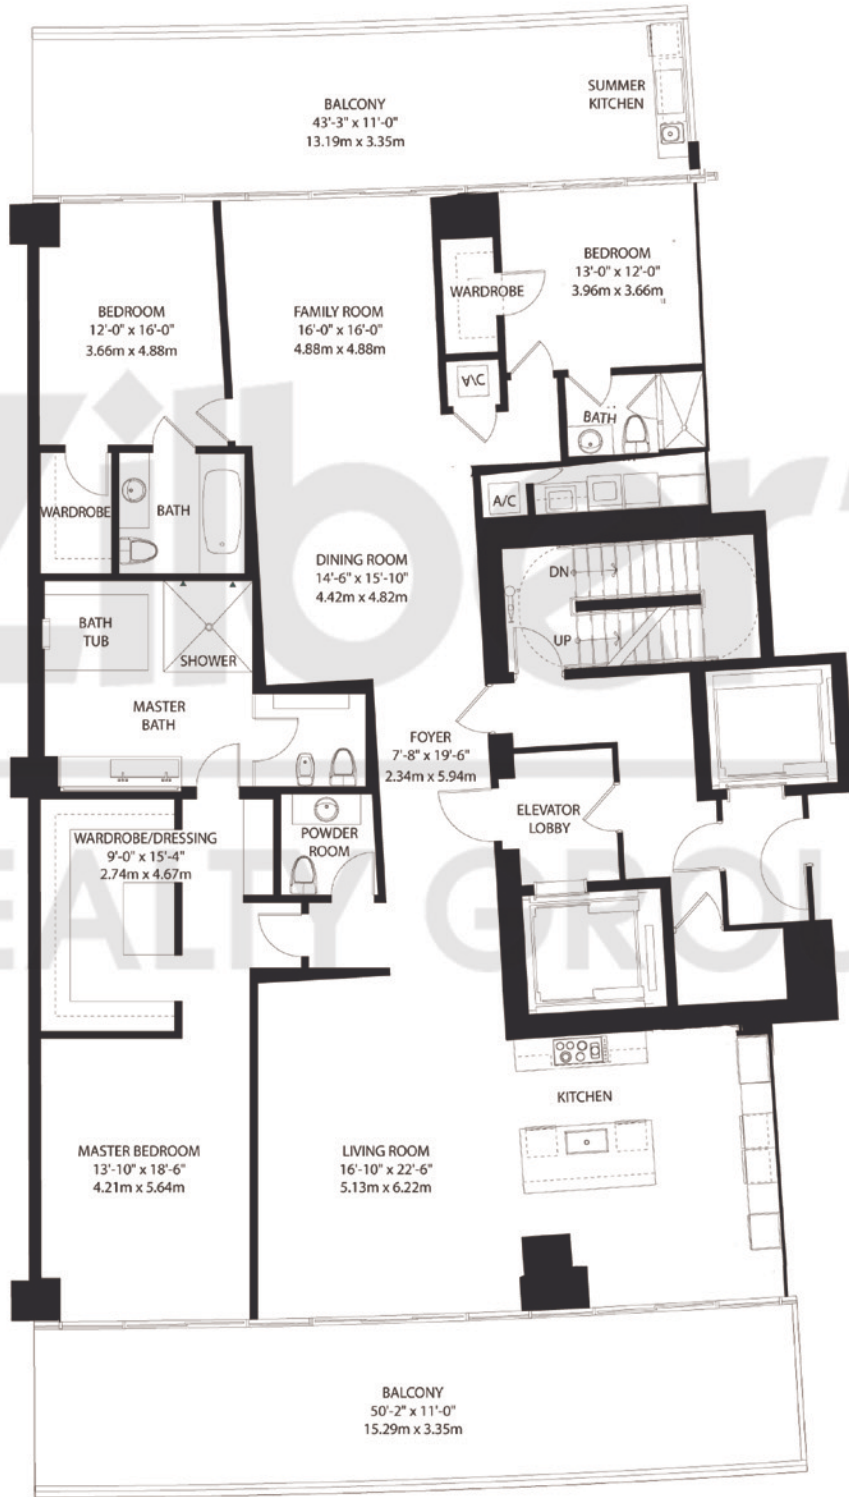 SUMMER
KITCHEN
BALCONY
43'-3" x 11'-0"
13.19m x 3.35m
BEDROOM
13'-0" x 12'-0"
3.96m x 3.66m
WARDROBE
BEDROOM
12'-0" x 16'-0"
3.66m x 4.88m
FAMILY ROOM
16'-0" x 16'-0"
4.88m x 4.88m
A/C
BATH
A/C
WARDROBE
BATH
DINING ROOM
14'-6" x 15'-10"
4.42m x 4.82m
DN
UP
BATH
TUB
SHOWER
MASTER
BATH
FOYER
7'-8" x 19'-6"
2.34m x 5.94m
ELEVATOR
LOBBY
WARDROBE/DRESSING
9'-0" x 15'-4"
2.74m x 4.67m
POWDER
ROOM
Zilber
REALTY GROU
KITCHEN
MASTER BEDROOM
13'-10" x 18'-6"
4.21m x 5.64m
LIVING ROOM
16'-10" x 22'-6"
5.13m x 6.22m
BALCONY
50'-2" x 11'-0"
15.29m x 3.35m